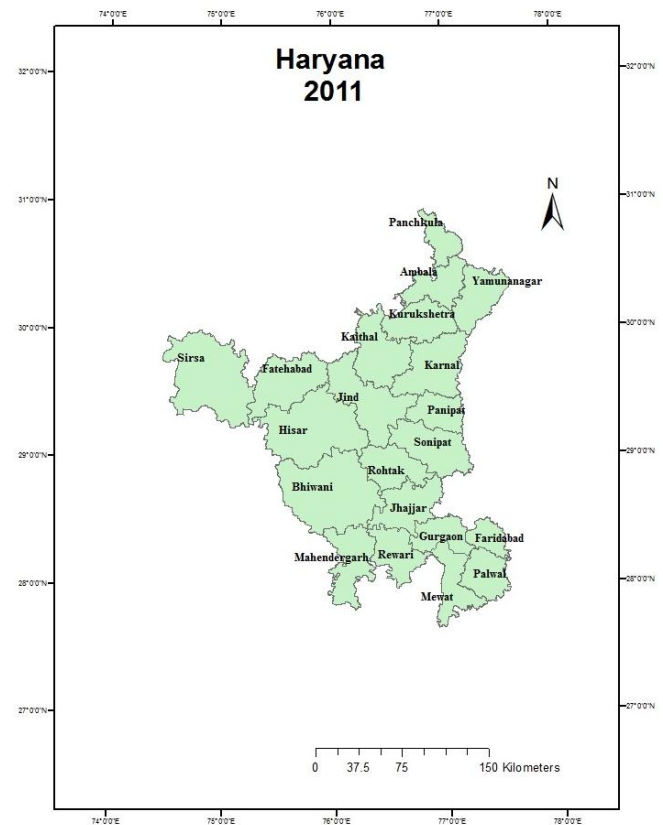 74°0'0"E 75°0'0"E 76°0'0"E 77°0'0"E 78°0'0"E
Haryana
2011
32°0'0"N 32°0'0"N
N
31°0'0"N 31°0'0"N
Panchkula
Ambala
Yamunanagar
Kurukshetra
30°0'0"N 30°0'0"N
Kaithal
Sirsa
Fatehabad
Karnal
Jind
Panipat
Hisar
Sonipat
29°0'0"N 29°0'0"N
Rohtak
Bhiwani
Jhajjar
Gurgaon
Faridabad
Mahendergarh
Rewari
Palwal
28°0'0"N 28°0'0"N
Mewat
27°0'0"N 27°0'0"N
0 37.5 75 150 Kilometers
74°0'0"E 75°0'0"E 76°0'0"E 77°0'0"E 78°0'0"E